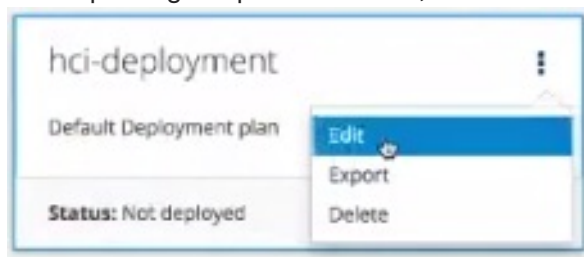 hci-deployment
Default Deployment plan
Edit
Export
Status: Not deployed
Delete